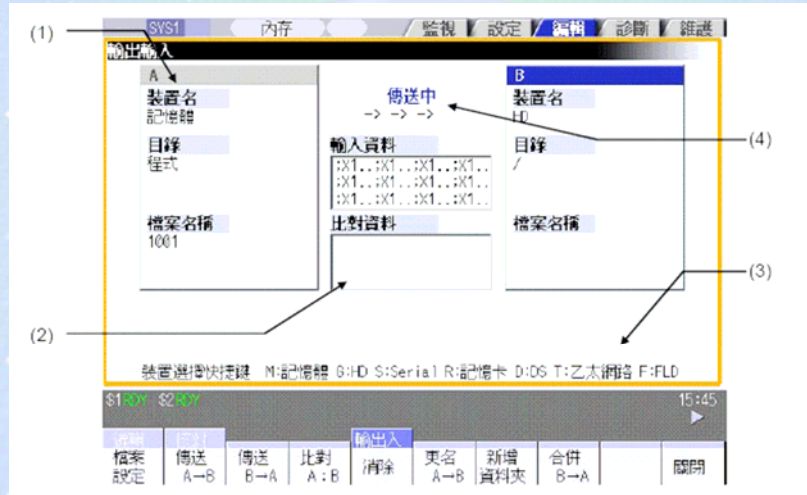 SYS1 內存 監視 設定 編輯 診斷 維護
(1)
輸出輸入
A
裝置名
記憶體
目錄
程式
檔案名稱
1001
傳送中
-> -> ->
輸入資料
;X1..;X1..;X1..;X1..
;X1..;X1..;X1..;X1..
;X1..;X1..;X1..;X1..
比對資料
B
裝置名
HD
目錄
/
檔案名稱
(4)
(3)
(2)
裝置選擇快捷鍵 M:記憶體 G:HD S:Serial R:記憶卡 D:DS T:乙太網路 F:FLD
$1 RDY $2 RDY 15:45
輸出入
檔案設定
傳送 A→B
傳送 B→A
比對 A:B
消除
更名 A→B
新增資料夾
合併 B→A
關閉